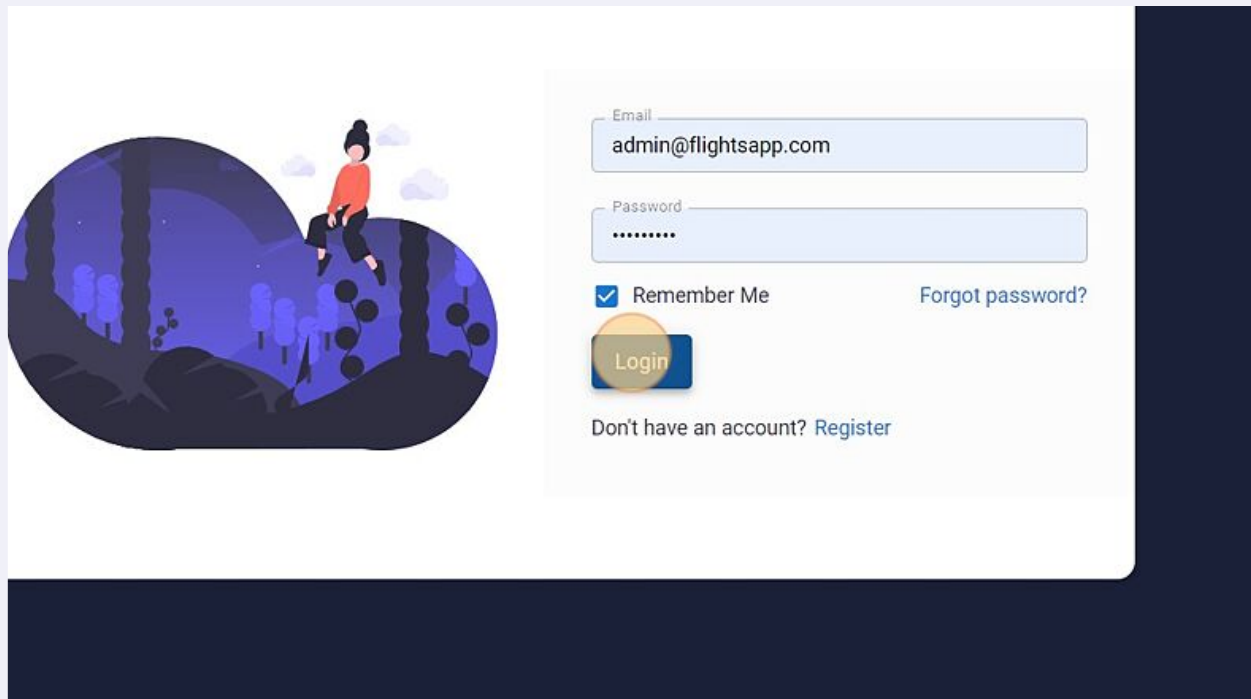 Email
admin@flightsapp.com
Password
•••••••••
Remember Me
Forgot password?
Login
Don't have an account? Register